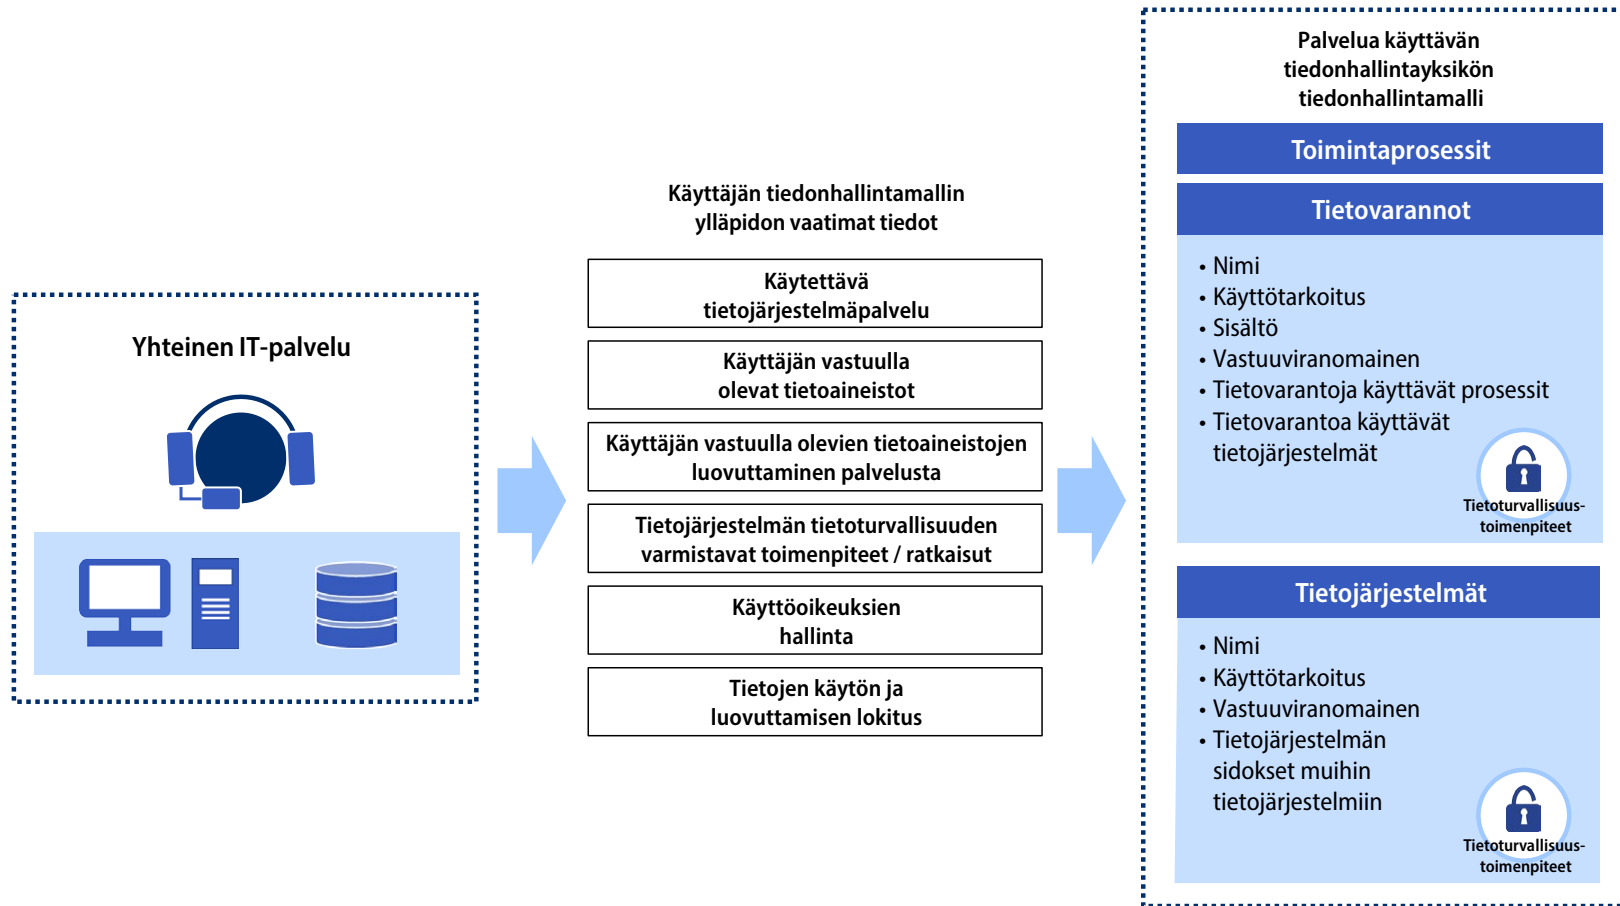 Yhteinen IT-palvelu
Käyttäjän tiedonhallintamallin
ylläpidon vaatimat tiedot
Käytettävä
tietojärjestelmäpalvelu
Käyttäjän vastuulla
olevat tietoaineistot
Käyttäjän vastuulla olevien tietoaineistojen
luovuttaminen palvelusta
Tietojärjestelmän tietoturvallisuuden
varmistavat toimenpiteet / ratkaisut
Käyttöoikeuksien
hallinta
Tietojen käytön ja
luovuttamisen lokitus
Palvelua käyttävän
tiedonhallintayksikön
tiedonhallintamalli
Toimintaprosessit
Tietovarannot
• Nimi
• Käyttötarkoitus
• Sisältö
• Vastuuviranomainen
• Tietovarantoja käyttävät prosessit
• Tietovarantoa käyttävät
tietojärjestelmät
Tietoturvallisuus-
toimenpiteet
Tietojärjestelmät
• Nimi
• Käyttötarkoitus
• Vastuuviranomainen
• Tietojärjestelmän
sidokset muihin
tietojärjestelmiin
Tietoturvallisuus-
toimenpiteet